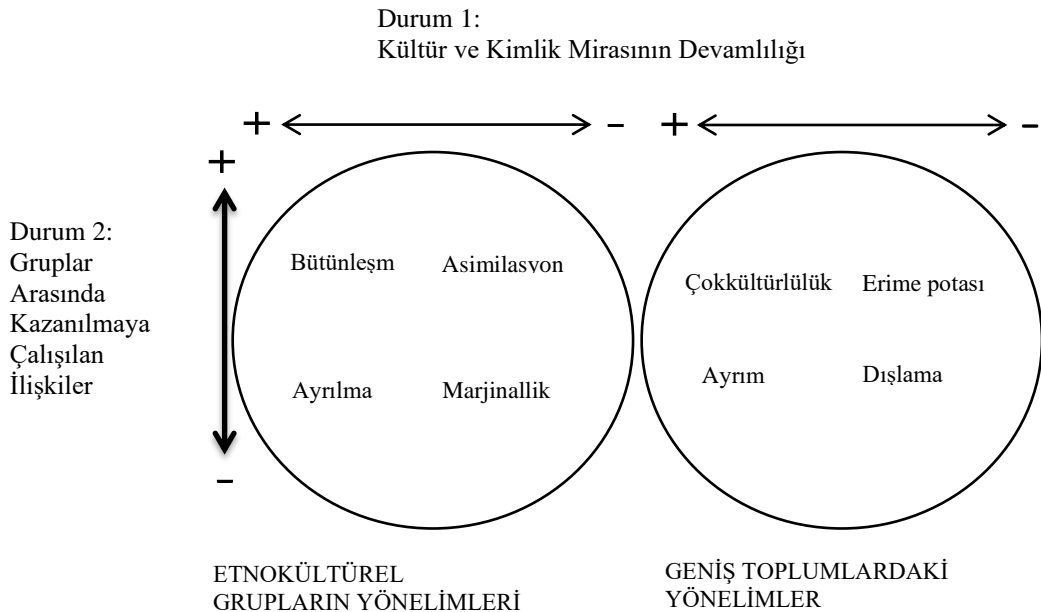 Durum 1:
Kültür ve Kimlik Mirasının Devamlılığı
+ - + -
+
Durum 2:
Gruplar
Arasında
Kazanılmaya
Çalışılan
İlişkiler
-
Bütünleşm Asimilasyon
Ayrılma Marjinallik
Çokkültürlülük Erime potası
Ayrım Dışlama
ETNOKÜLTÜREL
GRUPLARIN YÖNELİMLERİ
GENİŞ TOPLUMLARDAKİ
YÖNELİMLER